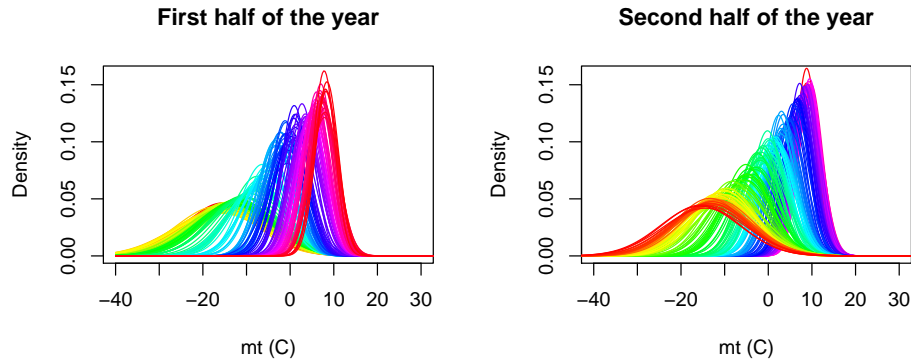 First half of the year
Density
0.00 0.05 0.10 0.15
−40 −20 0 10 20 30
mt (C)
Second half of the year
Density
0.00 0.05 0.10 0.15
−40 −20 0 10 20 30
mt (C)